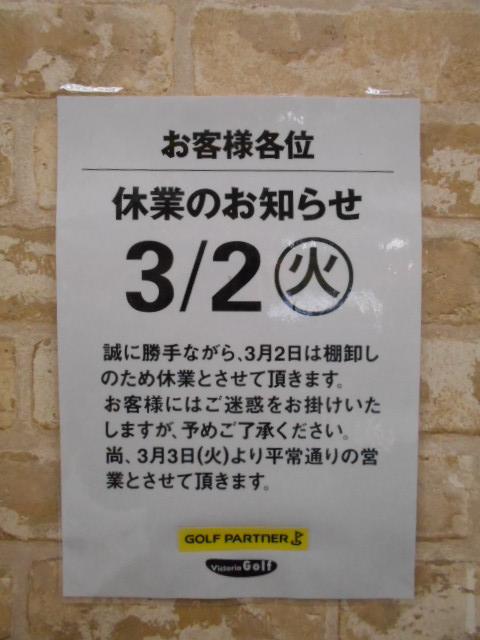 お客様各位
休業のお知らせ
3/2㊋
誠に勝手ながら、3月2日は棚卸し
のため休業とさせて頂きます。
お客様にはご迷惑をお掛けいた
しますが、予めご了承ください。
尚、3月3日(火)より平常通りの営
業とさせて頂きます。
GOLF PARTNER
Victoria Golf